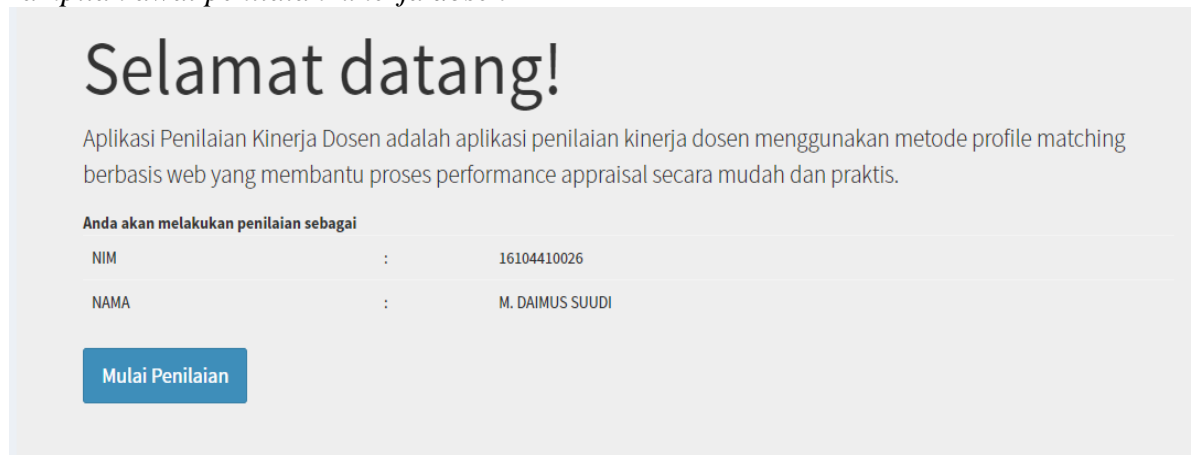 Selamat datang!
Aplikasi Penilaian Kinerja Dosen adalah aplikasi penilaian kinerja dosen menggunakan metode profile matching
berbasis web yang membantu proses performance appraisal secara mudah dan praktis.
Anda akan melakukan penilaian sebagai
NIM : 16104410026
NAMA : M. DAIMUS SUUDI
Mulai Penilaian